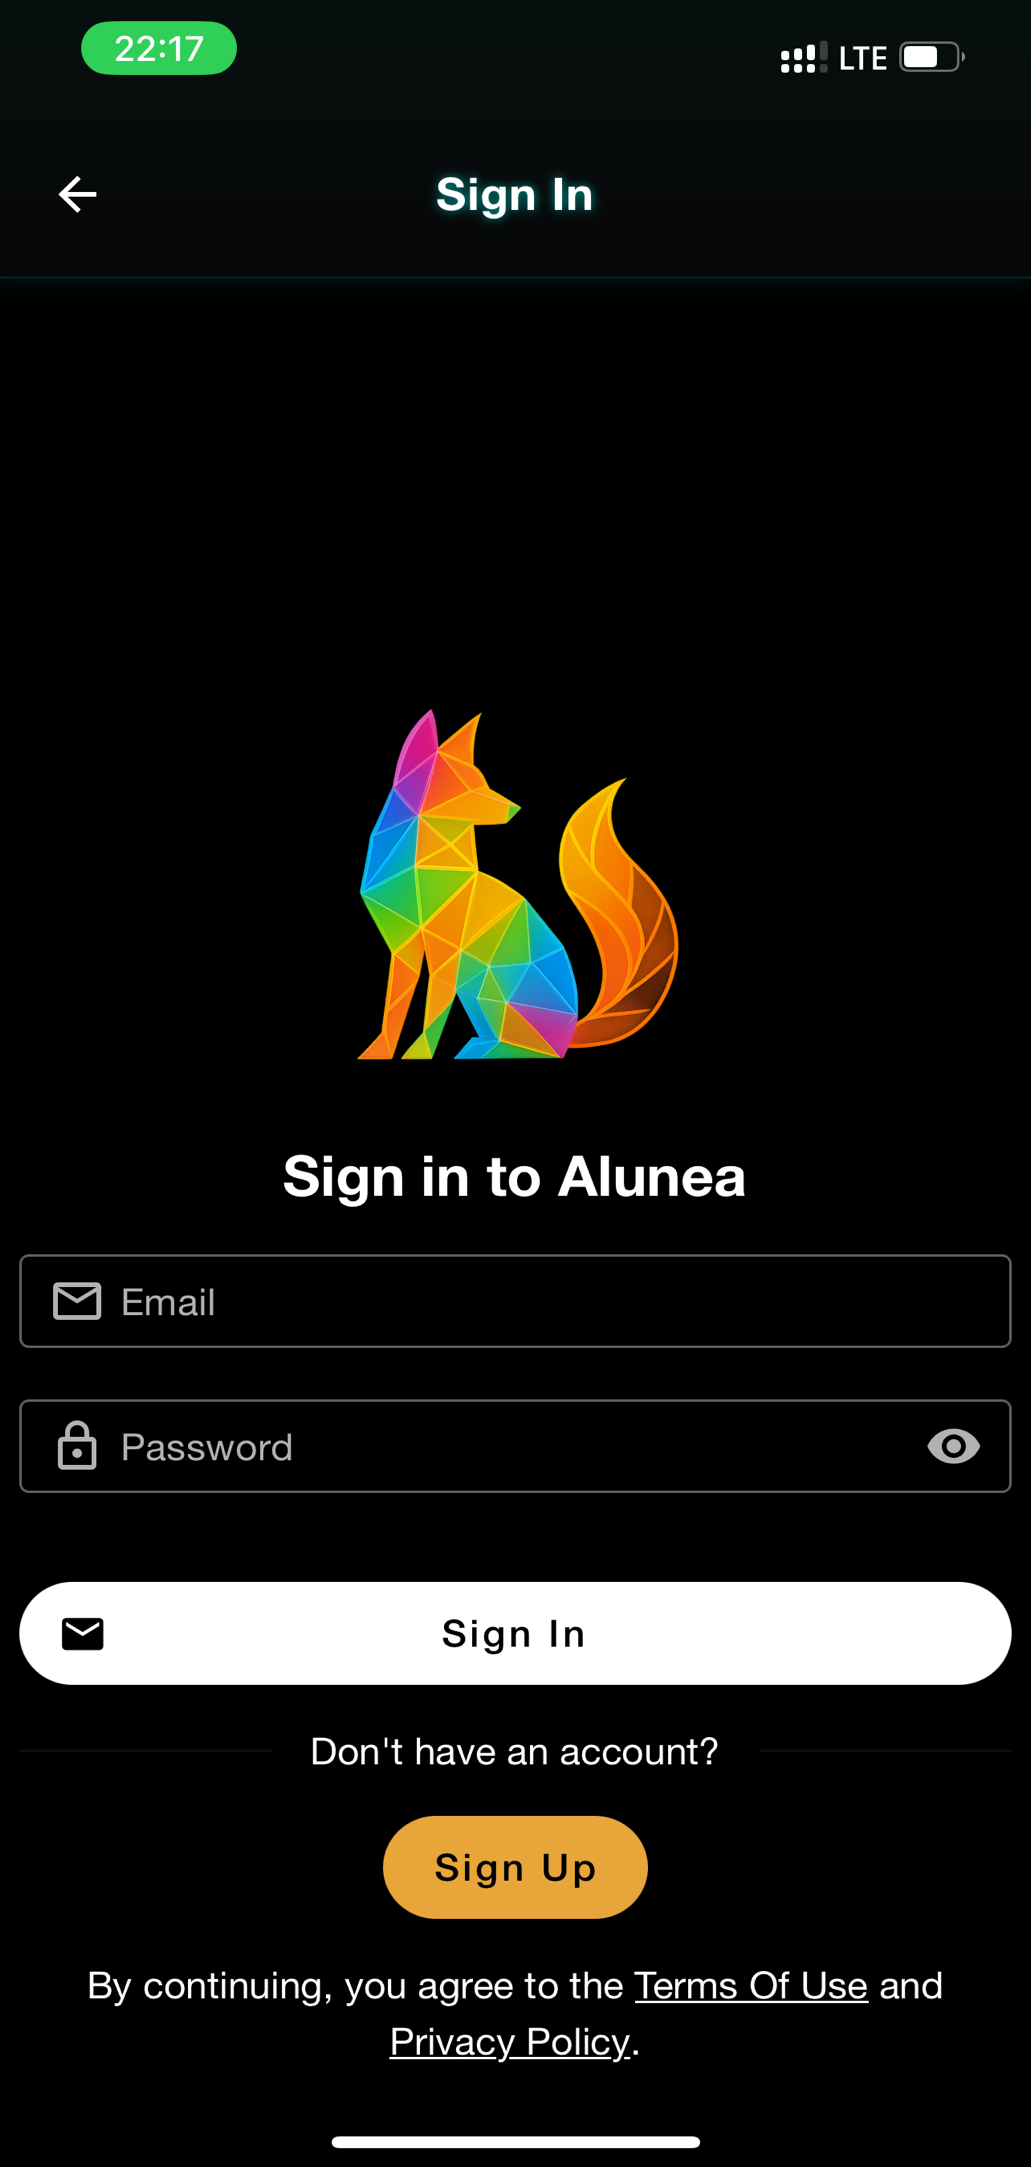 22:17
LTE
Sign In
Sign in to Alunea
Email
Password
Sign In
Don't have an account?
Sign Up
By continuing, you agree to the Terms Of Use and
Privacy Policy.